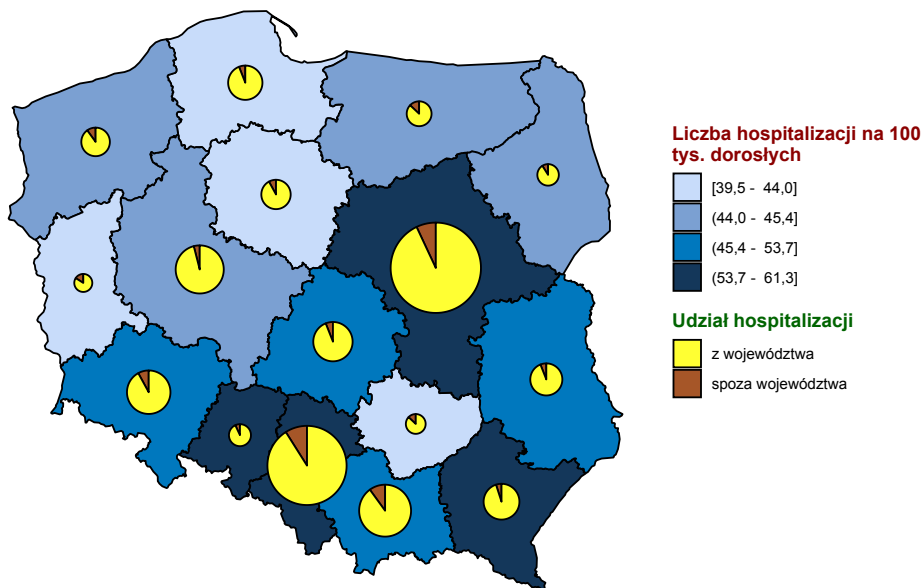 Liczba hospitalizacji na 100
tys. dorosłych
[39,5 - 44,0]
(44,0 - 45,4]
(45,4 - 53,7]
(53,7 - 61,3]
Udział hospitalizacji
z województwa
spoza województwa